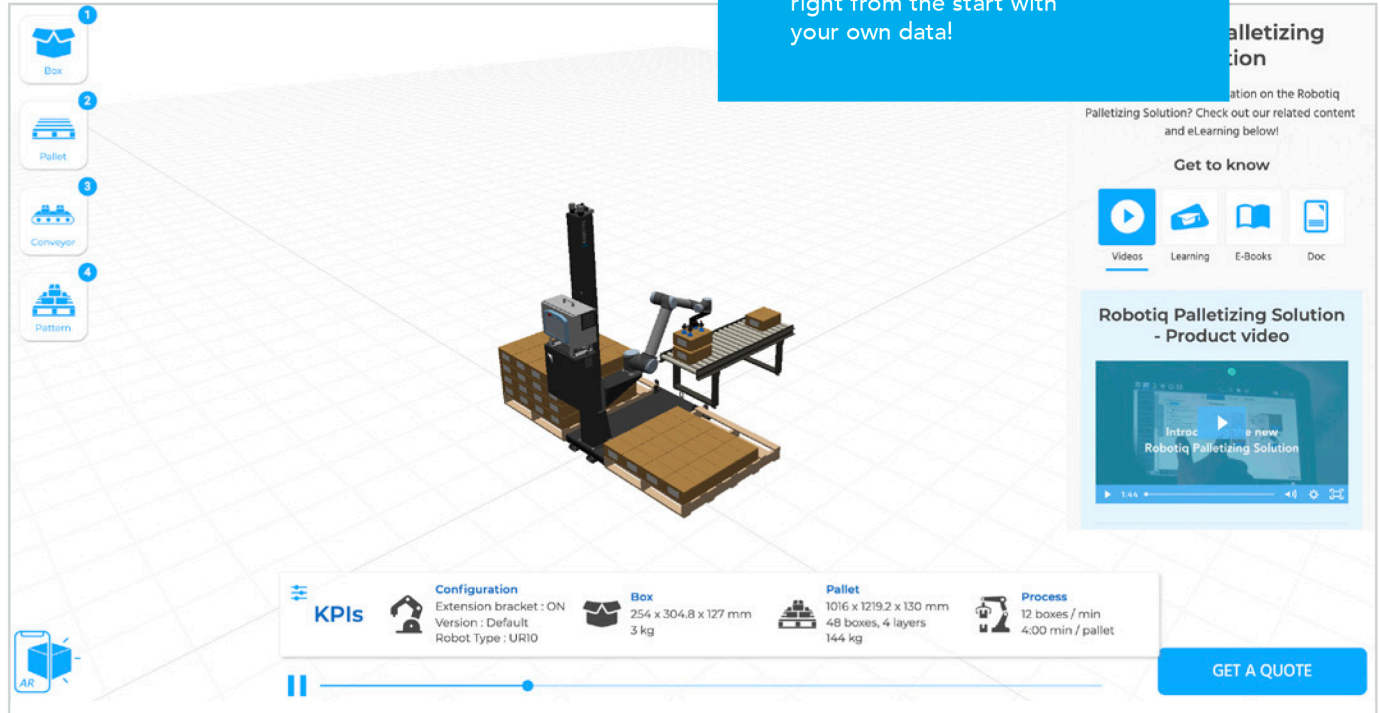 right from the start with
your own data!
1
Box
2
Pallet
3
Conveyor
4
Pattern
alletizing
tion
ation on the Robotiq
Palletizing Solution? Check out our related content
and eLearning below!
Get to know
Videos
Learning
E-Books
Doc
Robotiq Palletizing Solution
- Product video
Introc the new
Robotiq Palletizing Solution
1:44
KPIs
Configuration
Extension bracket : ON
Version : Default
Robot Type : UR10
Box
254 x 304.8 x 127 mm
3 kg
Pallet
1016 x 1219.2 x 130 mm
48 boxes, 4 layers
144 kg
Process
12 boxes / min
4:00 min / pallet
AR
GET A QUOTE